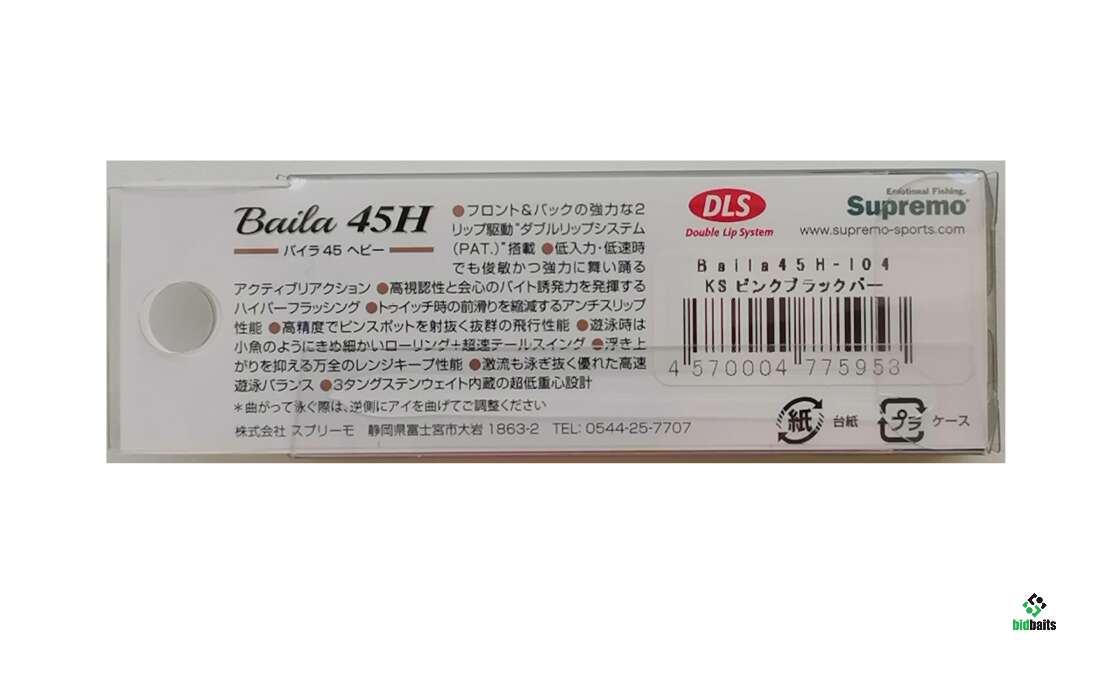 Baila 45H
バイラ 45 ヘビー
●フロント&バックの強力な2
リップ駆動"ダブルリップシステム
(PAT.)"搭載 ●低入力・低速時
でも俊敏かつ強力に舞い踊る
アクティブリアクション ●高視認性と会心のバイト誘発力を発揮する
ハイパーフラッシング ●トゥイッチ時の前滑りを縮減するアンチスリップ
性能 ●高精度でピンスポットを射抜く抜群の飛行性能 ●遊泳時は
小魚のようにきめ細かいローリング+超速テールスイング ●浮き上
がりを抑える万全のレンジキープ性能 ●激流も泳ぎ抜く優れた高速
遊泳バランス ●3タングステンウェイト内蔵の超低重心設計
*曲がって泳ぐ際は、逆側にアイを曲げてご調整ください
株式会社 スプリーモ 静岡県富士宮市大岩 1863-2 TEL: 0544-25-7707
DLS
Double Lip System
Emotional Fishing.
Supremo
www.supremo-sports.com
Baila45H-104
KS ピンクブラックバー
4 570004 775953
紙 台紙
プラ ケース
bidbaits